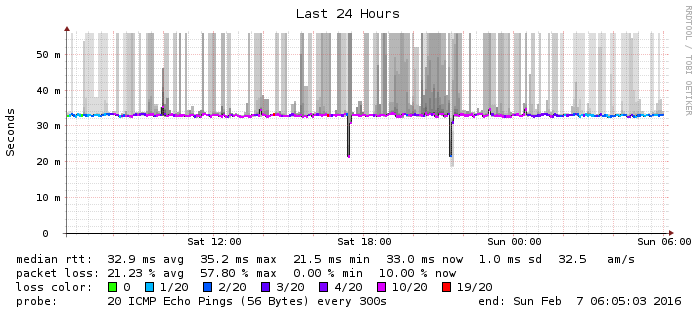 Last 24 Hours
RRDTOOL / TOBI OETIKER
Seconds
50 m
40 m
30 m
20 m
10 m
0
Sat 12:00 Sat 18:00 Sun 00:00 Sun 06:00
median rtt: 32.9 ms avg 35.2 ms max 21.5 ms min 33.0 ms now 1.0 ms sd 32.5 am/s
packet loss: 21.23 % avg 57.80 % max 0.00 % min 10.00 % now
loss color: 0 1/20 2/20 3/20 4/20 10/20 19/20
probe: 20 ICMP Echo Pings (56 Bytes) every 300s end: Sun Feb 7 06:05:03 2016